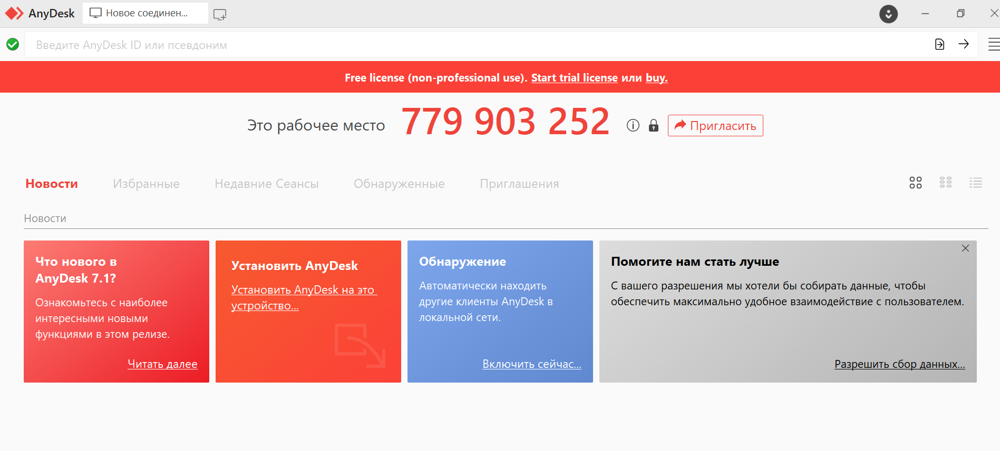 AnyDesk
Новое соединен...
Введите AnyDesk ID или псевдоним
Free license (non-professional use). Start trial license или buy.
Это рабочее место 779 903 252 Пригласить
Новости Избранные Недавние Сеансы Обнаруженные Приглашения
Новости
Что нового в
AnyDesk 7.1?
Ознакомьтесь с наиболее
интересными новыми
функциями в этом релизе.
Читать далее
Установить AnyDesk
Установить AnyDesk на это
устройство...
Обнаружение
Автоматически находить
другие клиенты AnyDesk в
локальной сети.
Включить сейчас...
Помогите нам стать лучше
С вашего разрешения мы хотели бы собирать данные, чтобы
обеспечить максимально удобное взаимодействие с пользователем.
Разрешить сбор данных...